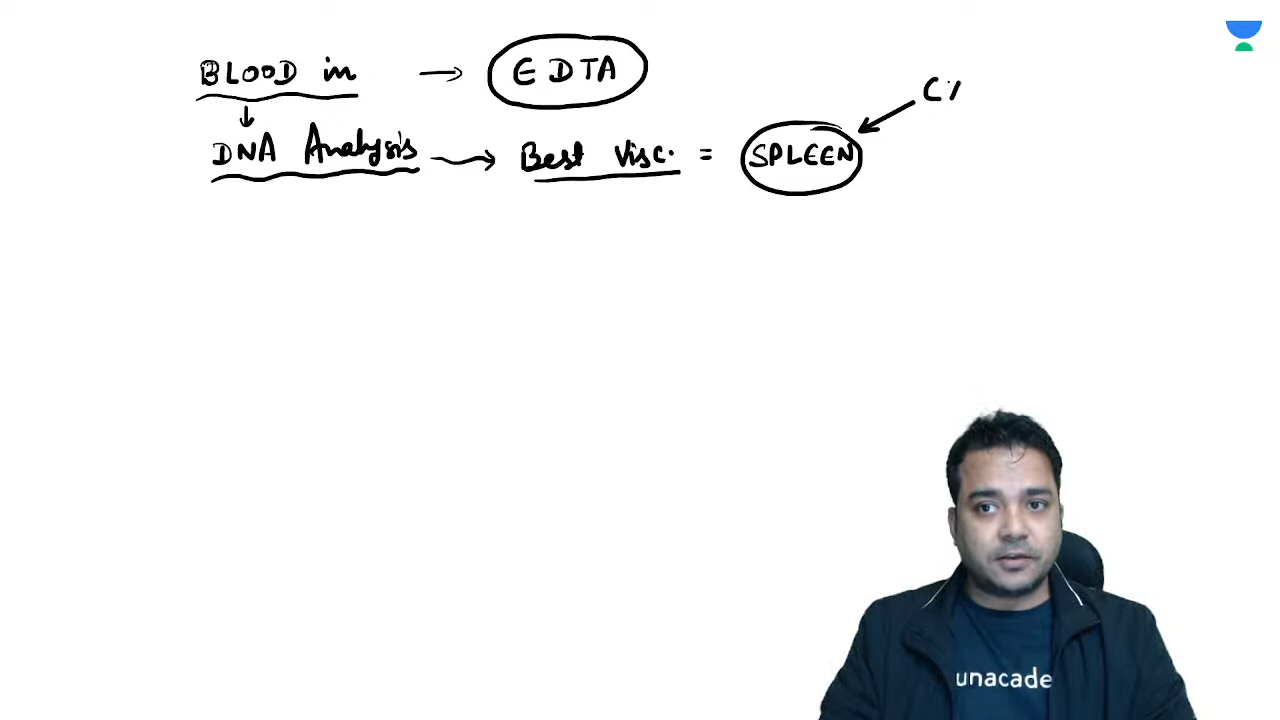 BLOOD in → EDTA
↓
DNA Analysis → Best Visc. = SPLEEN
unacade